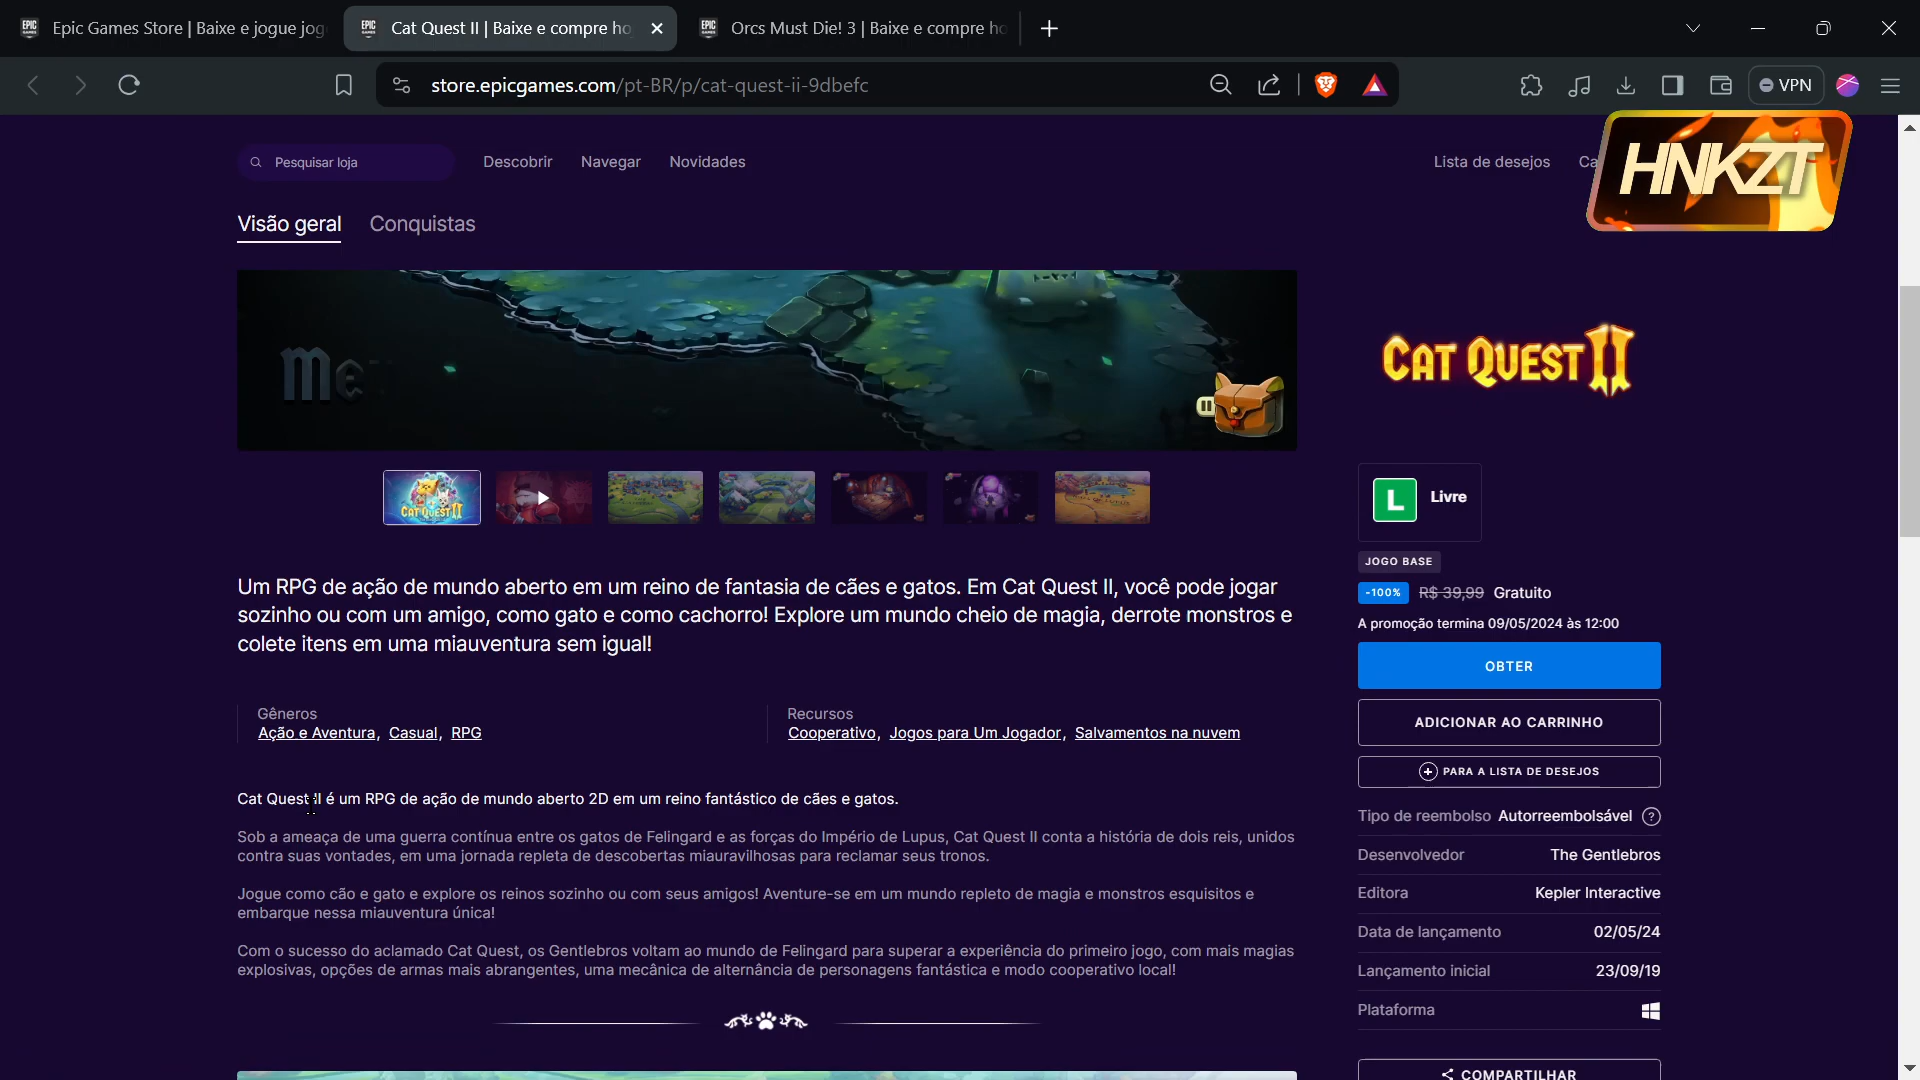 Epic Games Store | Baixe e jogue jog
Cat Quest II | Baixe e compre ho
Orcs Must Die! 3 | Baixe e compre ho
store.epicgames.com/pt-BR/p/cat-quest-ii-9dbefc
VPN
Pesquisar loja
Descobrir
Navegar
Novidades
Lista de desejos
Ca
HNKZT
Visão geral
Conquistas
Me
CAT QUEST II
CAT QUEST II
L
Livre
JOGO BASE
-100% R$ 39,99 Gratuito
A promoção termina 09/05/2024 às 12:00
OBTER
ADICIONAR AO CARRINHO
PARA A LISTA DE DESEJOS
Um RPG de ação de mundo aberto em um reino de fantasia de cães e gatos. Em Cat Quest II, você pode jogar
sozinho ou com um amigo, como gato e como cachorro! Explore um mundo cheio de magia, derrote monstros e
colete itens em uma miauventura sem igual!
Gêneros
Ação e Aventura, Casual, RPG
Recursos
Cooperativo, Jogos para Um Jogador, Salvamentos na nuvem
Cat Quest II é um RPG de ação de mundo aberto 2D em um reino fantástico de cães e gatos.
Sob a ameaça de uma guerra contínua entre os gatos de Felingard e as forças do Império de Lupus, Cat Quest II conta a história de dois reis, unidos
contra suas vontades, em uma jornada repleta de descobertas miauravilhosas para reclamar seus tronos.
Jogue como cão e gato e explore os reinos sozinho ou com seus amigos! Aventure-se em um mundo repleto de magia e monstros esquisitos e
embarque nessa miauventura única!
Com o sucesso do aclamado Cat Quest, os Gentlebros voltam ao mundo de Felingard para superar a experiência do primeiro jogo, com mais magias
explosivas, opções de armas mais abrangentes, uma mecânica de alternância de personagens fantástica e modo cooperativo local!
Tipo de reembolso Autorreembolsável
Desenvolvedor The Gentlebros
Editora Kepler Interactive
Data de lançamento 02/05/24
Lançamento inicial 23/09/19
Plataforma
COMPARTILHAR